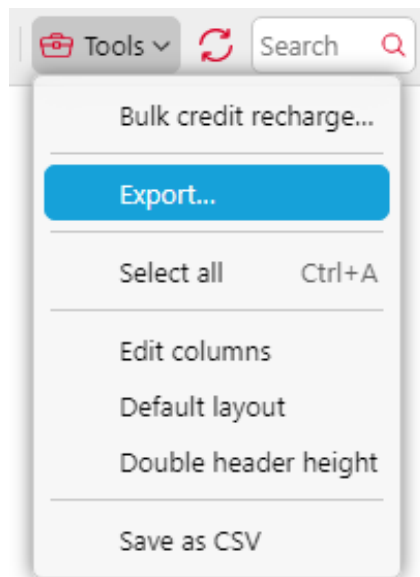 Tools
Search
Bulk credit recharge...
Export...
Select all Ctrl+A
Edit columns
Default layout
Double header height
Save as CSV